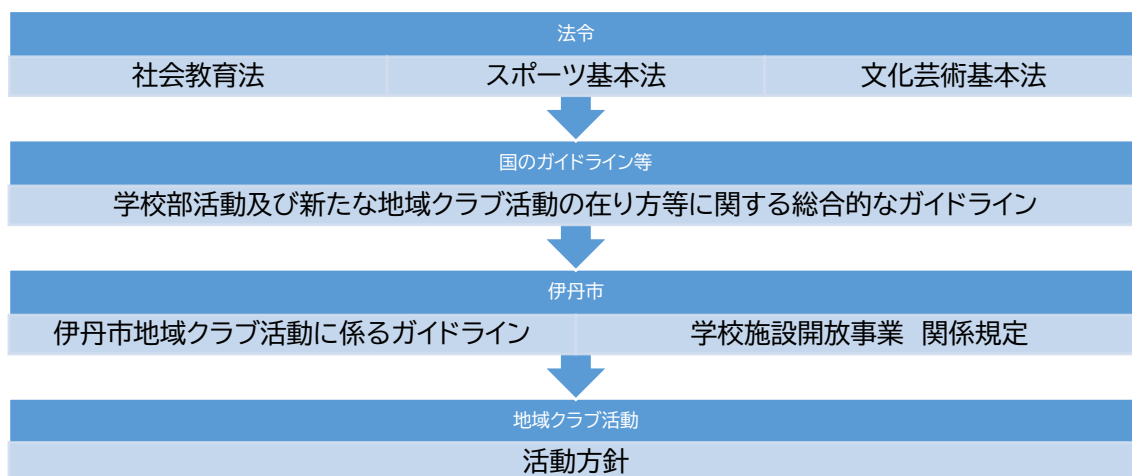 法令
社会教育法 スポーツ基本法 文化芸術基本法
国のガイドライン等
学校部活動及び新たな地域クラブ活動の在り方等に関する総合的なガイドライン
伊丹市
伊丹市地域クラブ活動に係るガイドライン 学校施設開放事業　関係規定
地域クラブ活動
活動方針